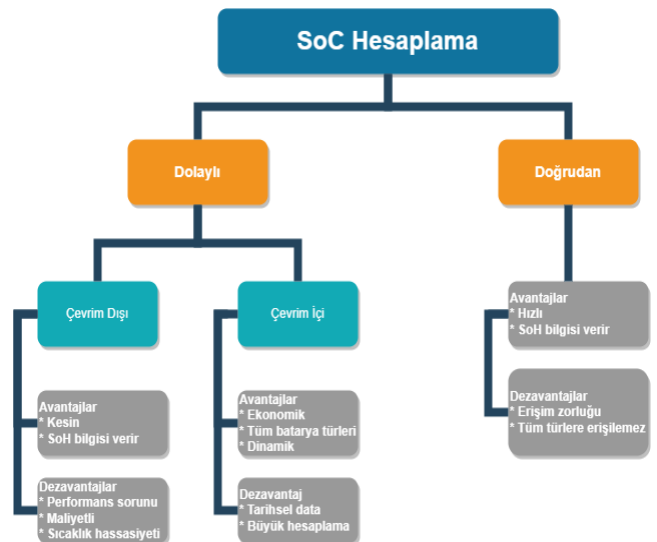 SoC Hesaplama
Dolaylı
Doğrudan
Çevrim Dışı
Çevrim İçi
Avantajlar
* Hızlı
* SoH bilgisi verir
Avantajlar
* Kesin
* SoH bilgisi verir
Avantajlar
* Ekonomik
* Tüm batarya türleri
* Dinamik
Dezavantajlar
* Erişim zorluğu
* Tüm türlere erişilemez
Dezavantajlar
* Performans sorunu
* Maliyetli
* Sıcaklık hassasiyeti
Dezavantaj
* Tarihsel data
* Büyük hesaplama